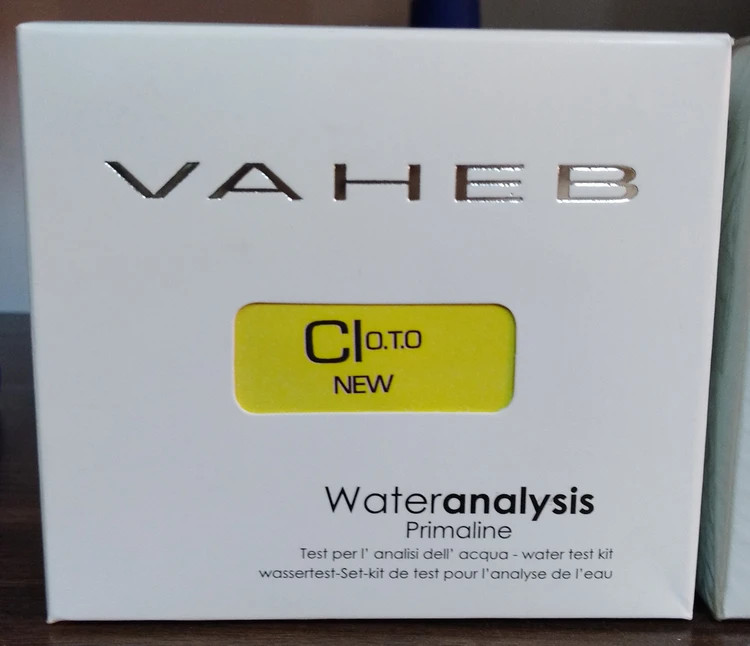 VAHEB
Cl O.T.O
NEW
Wateranalysis
Primaline
Test per l' analisi dell' acqua - water test kit
wassertest-Set-kit de test pour l'analyse de l'eau